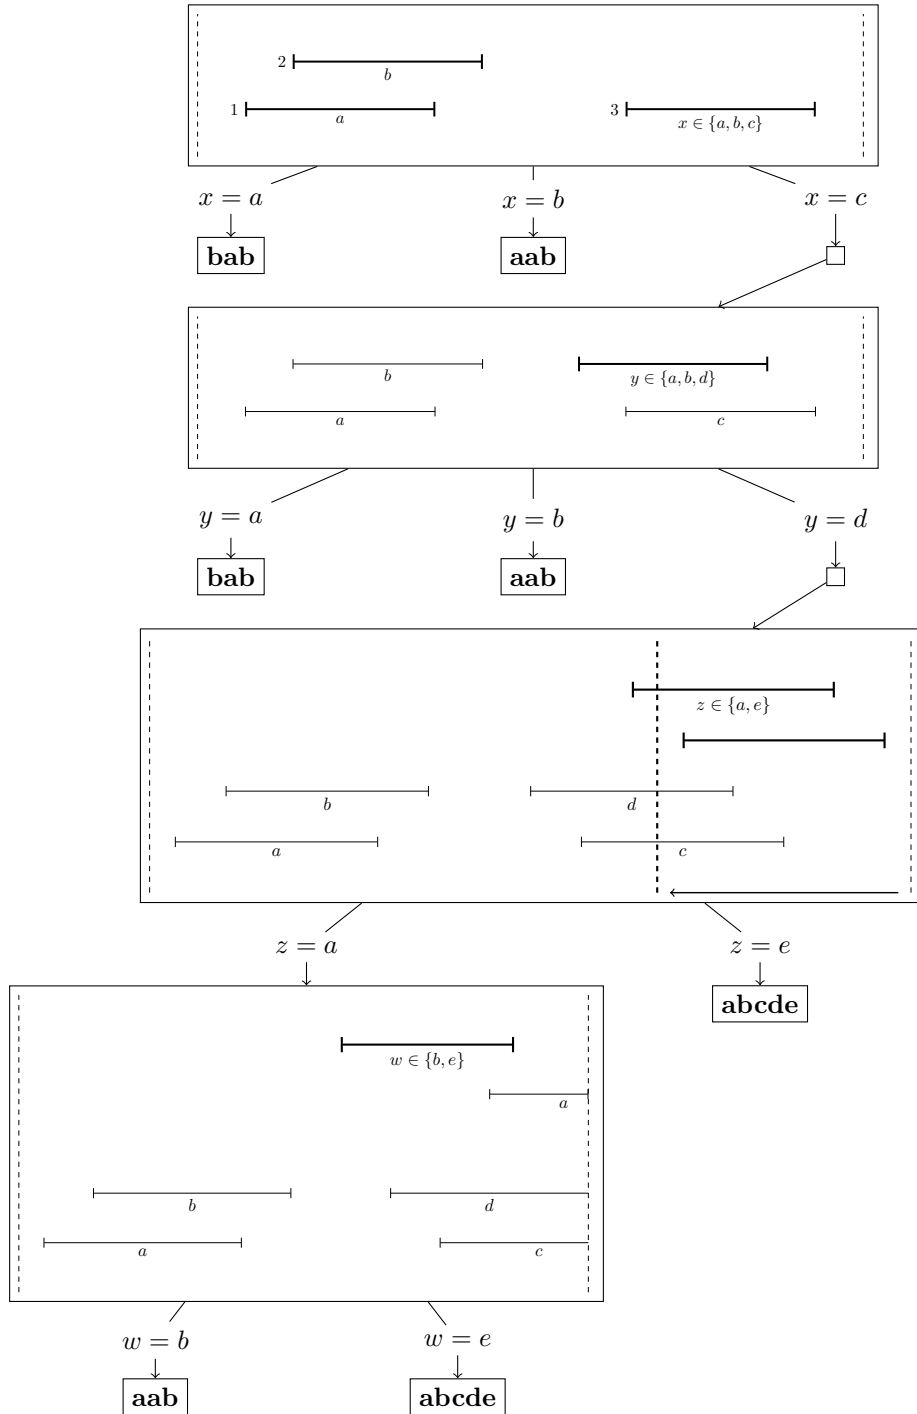 2
b
1
a
3
x ∈ {a, b, c}
x = a
x = b
x = c
bab
aab
b
y ∈ {a, b, d}
a
c
y = a
y = b
y = d
bab
aab
z ∈ {a, e}
b
d
a
c
z = a
z = e
abcde
w ∈ {b, e}
a
b
d
a
c
w = b
w = e
aab
abcde